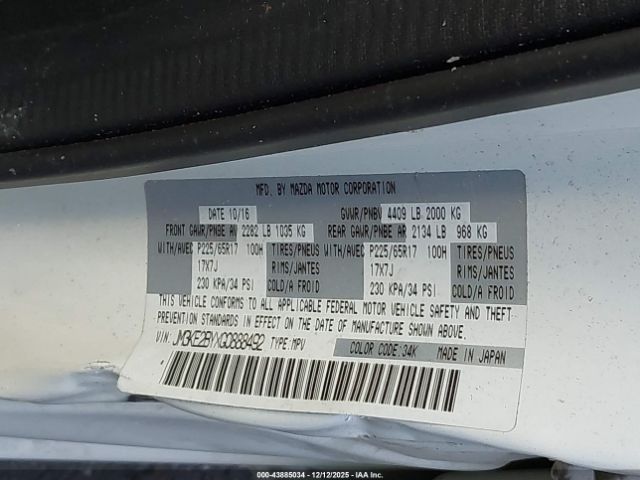 MFD. BY MAZDA MOTOR CORPORATION
DATE 10/16 GVWR/PNBV 4409 LB 2000 KG
FRONT GAWR/PNBE AV 2282 LB 1035 KG REAR GAWR/PNBE AR 2134 LB 968 KG
WITH/AVEC P225/65R17 100H TIRES/PNEUS WITH/AVEC P225/65R17 100H TIRES/PNEUS
17X7J RIMS/JANTES 17X7J RIMS/JANTES
230 KPA/34 PSI COLD/A FROID 230 KPA/34 PSI COLD/A FROID
THIS VEHICLE CONFORMS TO ALL APPLICABLE FEDERAL MOTOR VEHICLE SAFETY AND THEFT
PREVENTION STANDARDS IN EFFECT ON THE DATE OF MANUFACTURE SHOWN ABOVE.
VIN: TYPE:MPV COLOR CODE:34K MADE IN JAPAN
000-43885034 - 12/12/2025 - IAAI.com